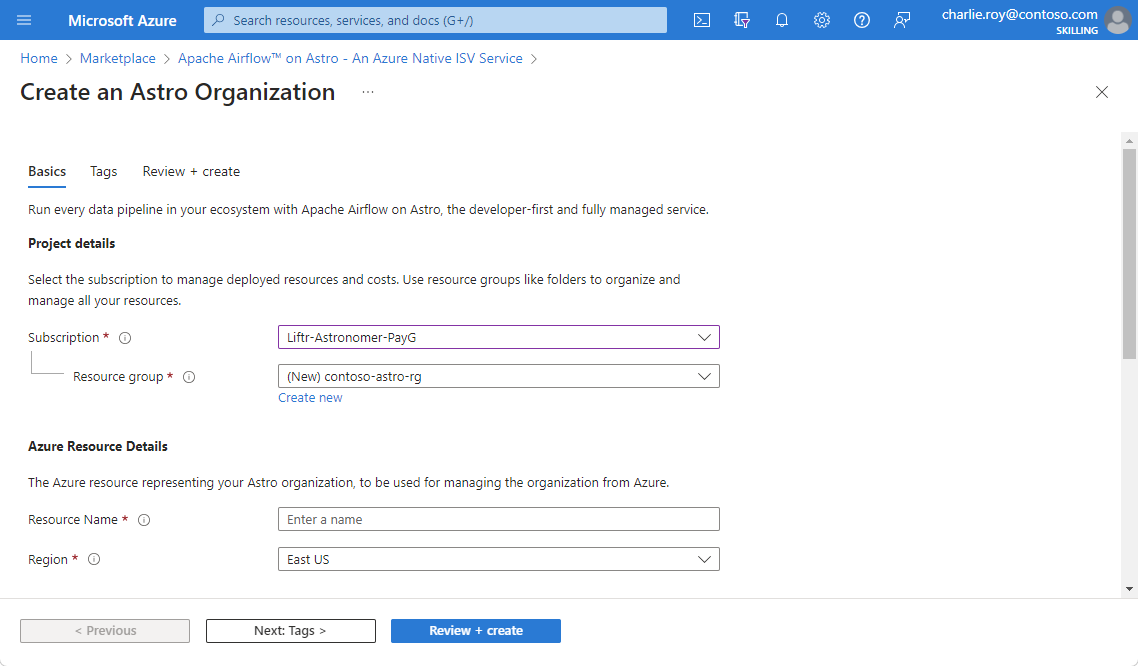 Microsoft Azure
Search resources, services, and docs (G+/)
charlie.roy@contoso.com
SKILLING
Home > Marketplace > Apache Airflow™ on Astro - An Azure Native ISV Service >
Create an Astro Organization ...
Basics Tags Review + create
Run every data pipeline in your ecosystem with Apache Airflow on Astro, the developer-first and fully managed service.
Project details
Select the subscription to manage deployed resources and costs. Use resource groups like folders to organize and
manage all your resources.
Subscription * Liftr-Astronomer-PayG
Resource group * (New) contoso-astro-rg
Create new
Azure Resource Details
The Azure resource representing your Astro organization, to be used for managing the organization from Azure.
Resource Name * Enter a name
Region * East US
< Previous Next: Tags > Review + create